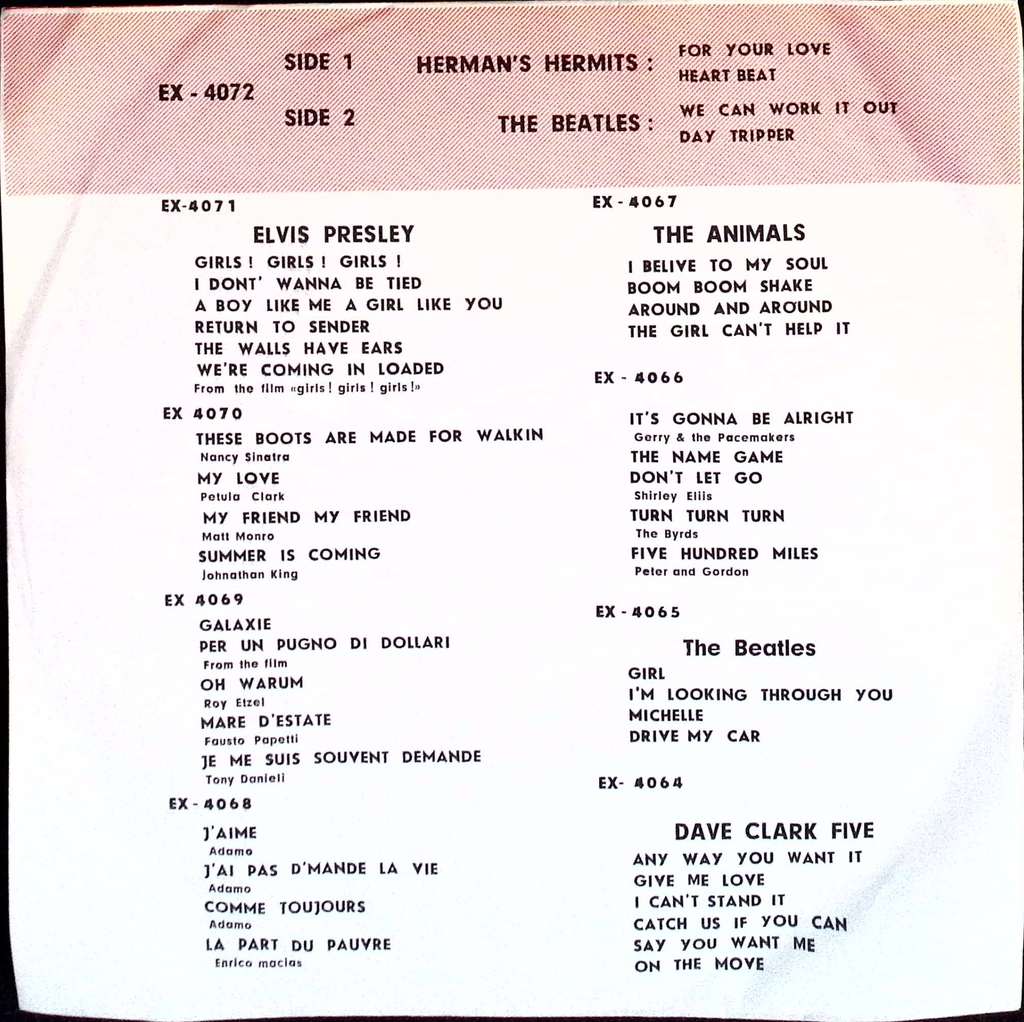 EX - 4072
SIDE 1
HERMAN'S HERMITS :
FOR YOUR LOVE
HEART BEAT
SIDE 2
THE BEATLES :
WE CAN WORK IT OUT
DAY TRIPPER
EX-4071
ELVIS PRESLEY
GIRLS ! GIRLS ! GIRLS !
I DONT' WANNA BE TIED
A BOY LIKE ME A GIRL LIKE YOU
RETURN TO SENDER
THE WALLS HAVE EARS
WE'RE COMING IN LOADED
From the film «girls! girls! girls!»
EX 4070
THESE BOOTS ARE MADE FOR WALKIN
Nancy Sinatra
MY LOVE
Petula Clark
MY FRIEND MY FRIEND
Matt Monro
SUMMER IS COMING
Johnathan King
EX 4069
GALAXIE
PER UN PUGNO DI DOLLARI
From the film
OH WARUM
Roy Etzel
MARE D'ESTATE
Fausto Papetti
JE ME SUIS SOUVENT DEMANDE
Tony Danieli
EX - 4068
J'AIME
Adamo
J'AI PAS D'MANDE LA VIE
Adamo
COMME TOUJOURS
Adamo
LA PART DU PAUVRE
Enrico macias
EX - 4067
THE ANIMALS
I BELIVE TO MY SOUL
BOOM BOOM SHAKE
AROUND AND AROUND
THE GIRL CAN'T HELP IT
EX - 4066
IT'S GONNA BE ALRIGHT
Gerry & the Pacemakers
THE NAME GAME
DON'T LET GO
Shirley Ellis
TURN TURN TURN
The Byrds
FIVE HUNDRED MILES
Peter and Gordon
EX - 4065
The Beatles
GIRL
I'M LOOKING THROUGH YOU
MICHELLE
DRIVE MY CAR
EX- 4064
DAVE CLARK FIVE
ANY WAY YOU WANT IT
GIVE ME LOVE
I CAN'T STAND IT
CATCH US IF YOU CAN
SAY YOU WANT ME
ON THE MOVE